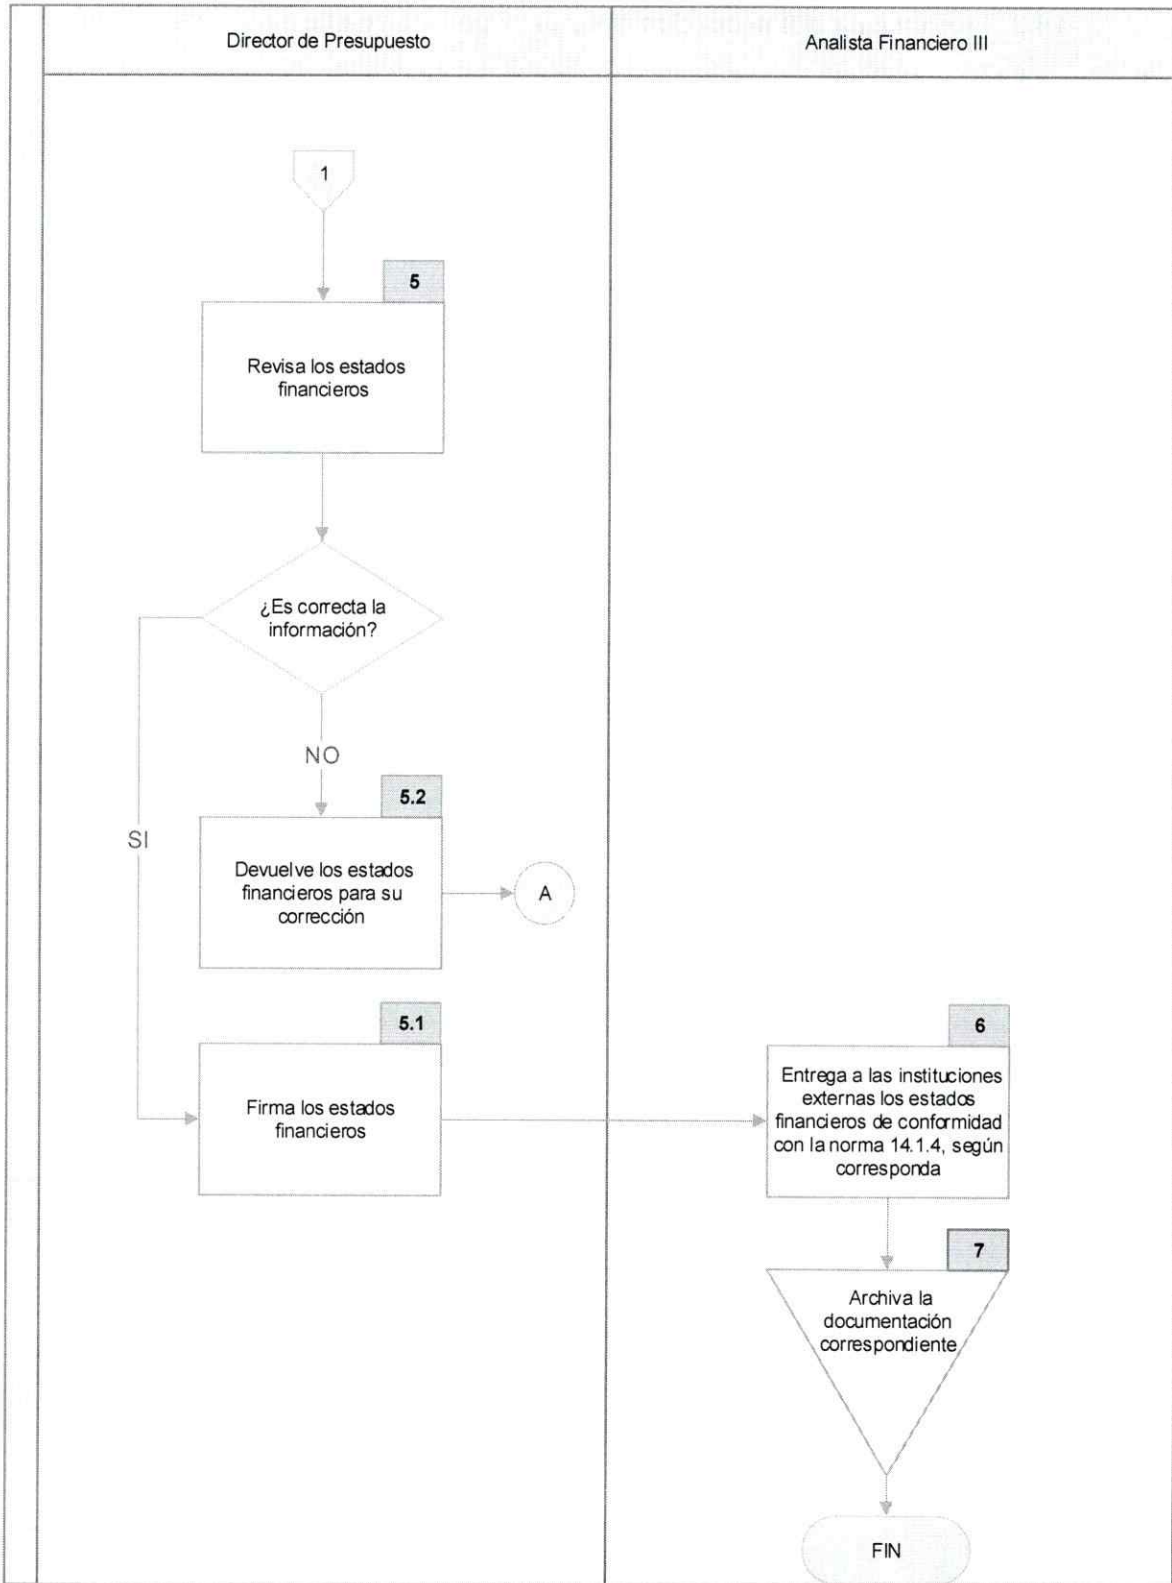 Director de Presupuesto
Analista Financiero III
1
5
Revisa los estados
financieros
¿Es correcta la
información?
NO
SI
5.2
Devuelve los estados
financieros para su
corrección
A
5.1
Firma los estados
financieros
6
Entrega a las instituciones
externas los estados
financieros de conformidad
con la norma 14.1.4, según
corresponda
7
Archiva la
documentación
correspondiente
FIN